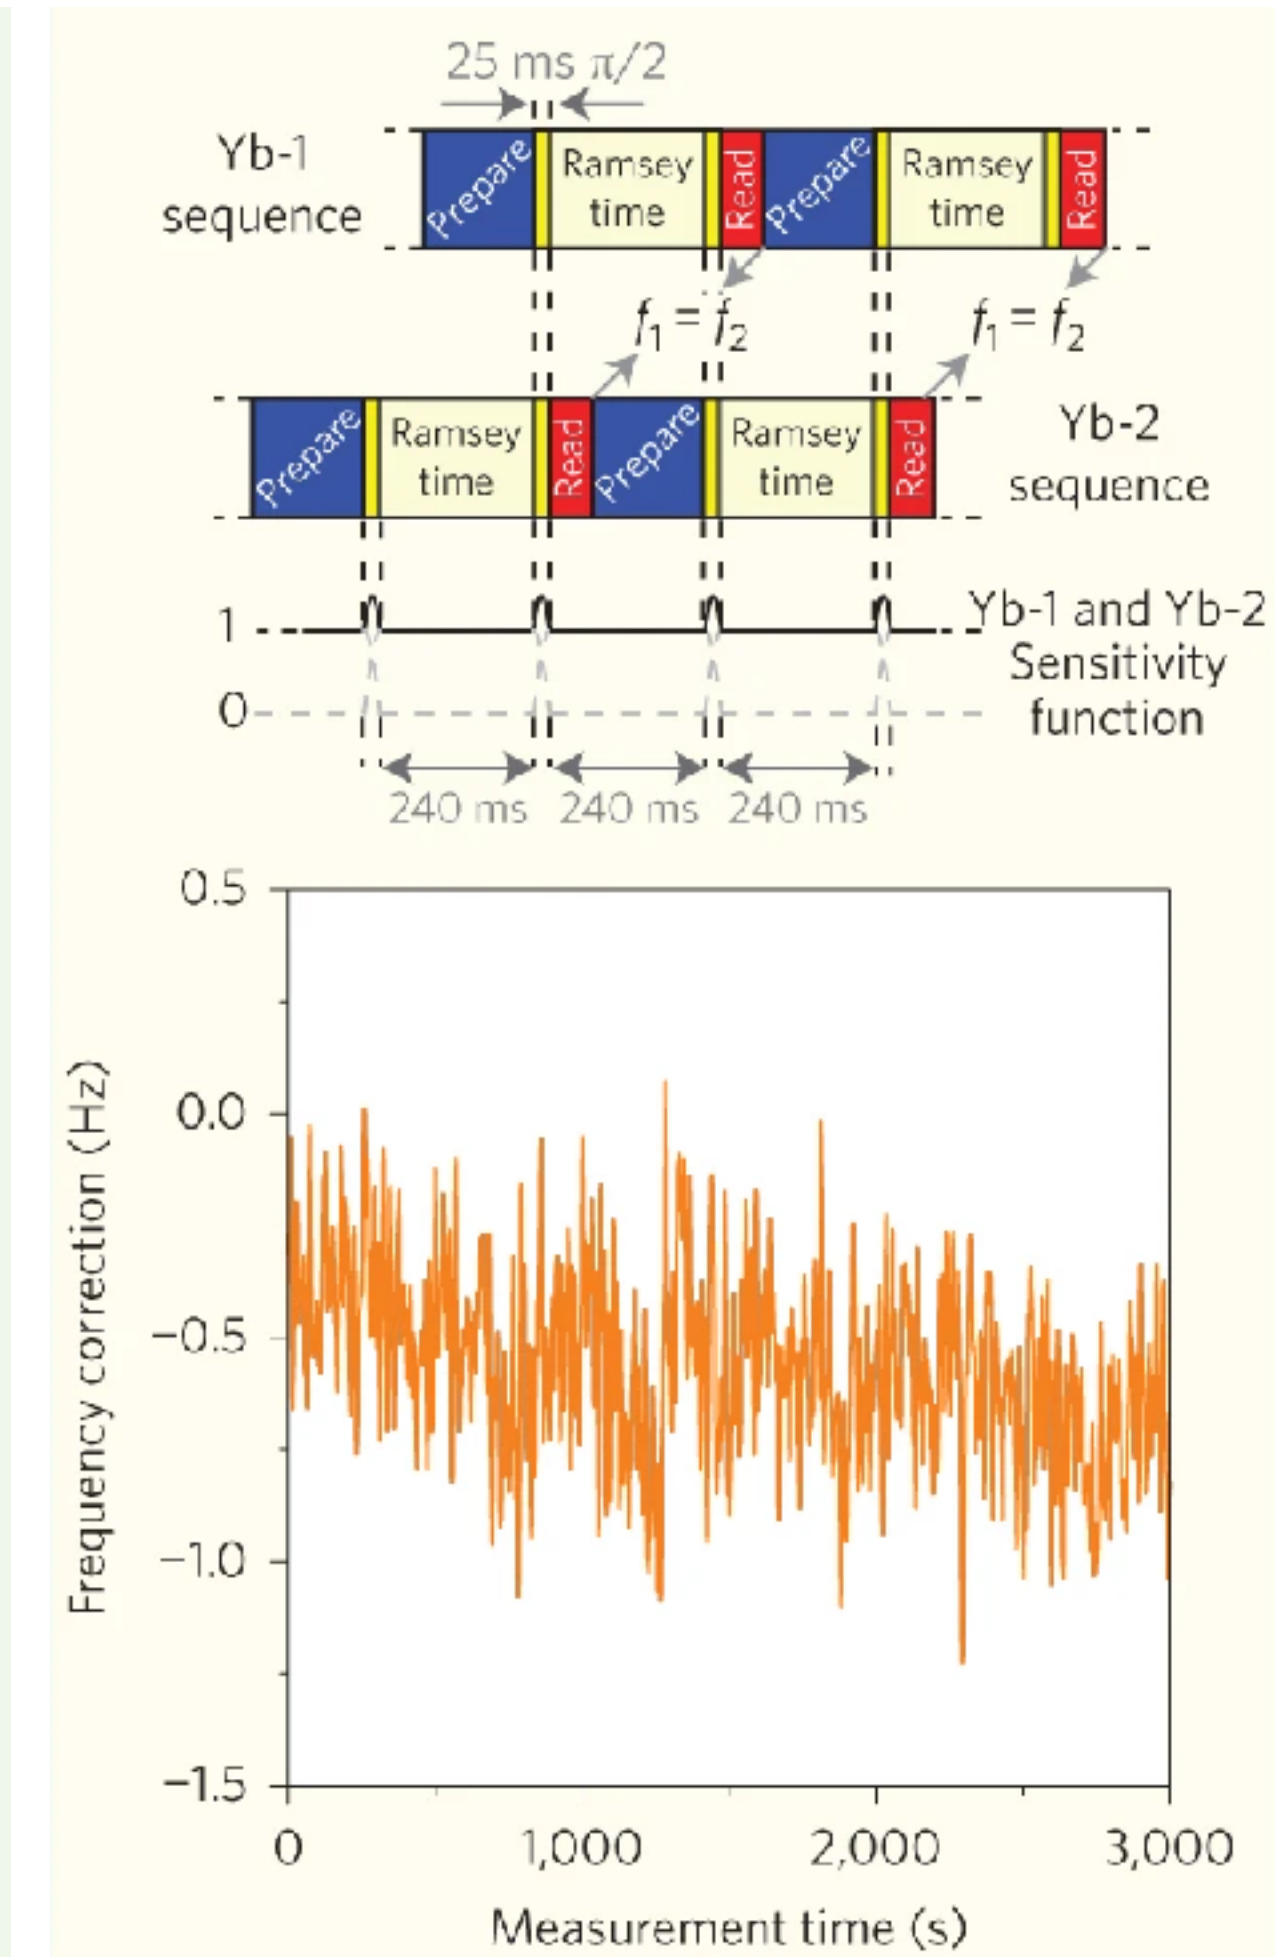 25 ms π/2
Yb-1
sequence
Prepare
Ramsey
time
Read
Prepare
Ramsey
time
Read
f1 = f2
f1 = f2
Prepare
Ramsey
time
Read
Prepare
Ramsey
time
Read
Yb-2
sequence
1
Yb-1 and Yb-2
Sensitivity
function
0
240 ms 240 ms 240 ms
0.5
0.0
−0.5
−1.0
−1.5
Frequency correction (Hz)
0 1,000 2,000 3,000
Measurement time (s)